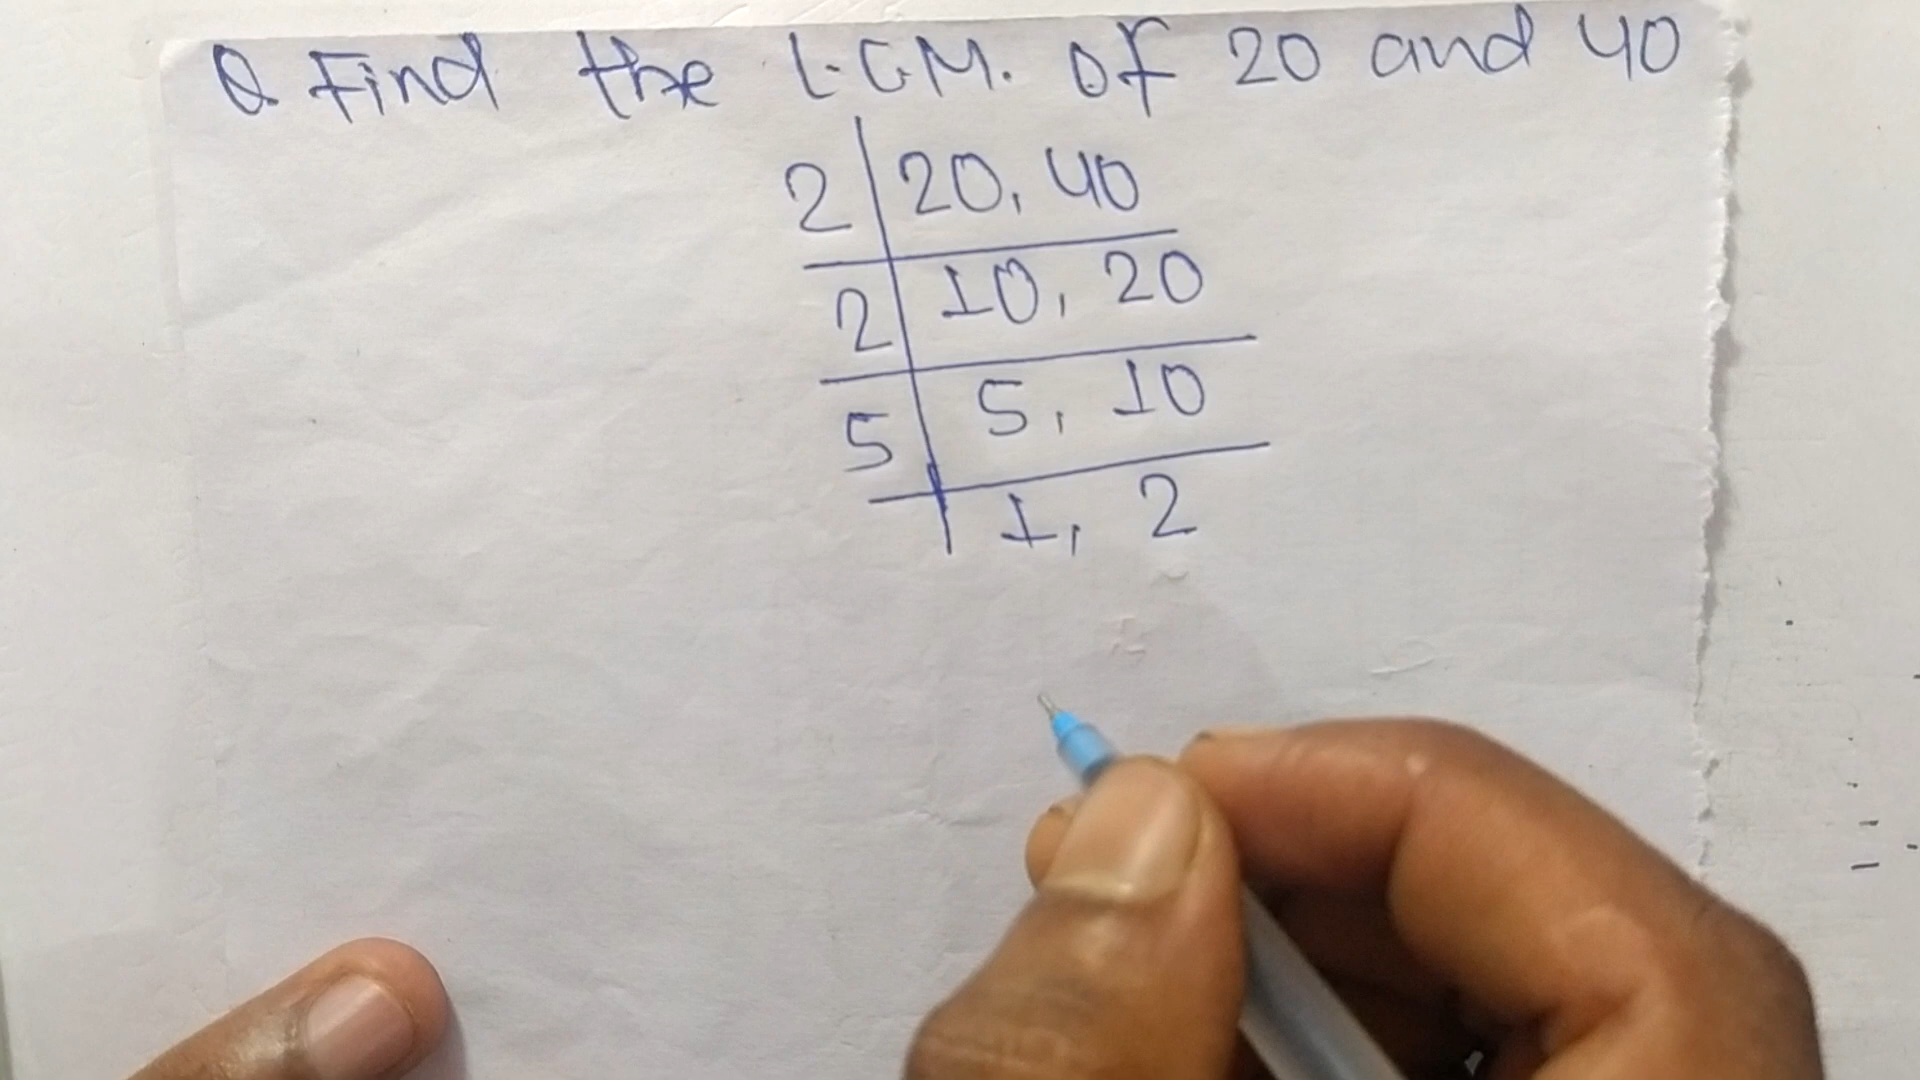 Q. Find the L.C.M. Of 20 and 40
2 | 20, 40
2 | 10, 20
5 | 5, 10
| 1, 2